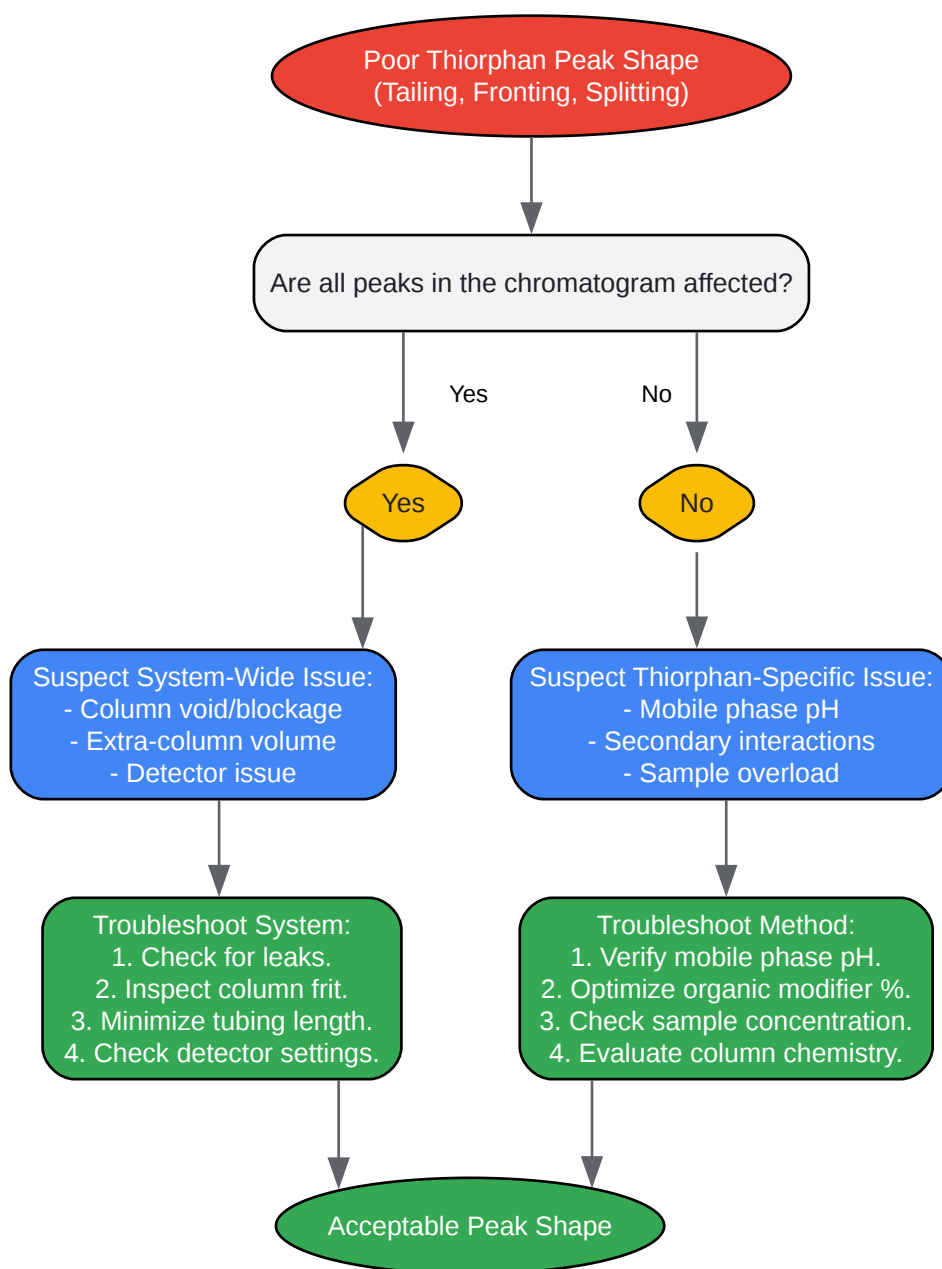 Poor Thiorphan Peak Shape
(Tailing, Fronting, Splitting)
Are all peaks in the chromatogram affected?
Yes
No
Yes
No
Suspect System-Wide Issue:
- Column void/blockage
- Extra-column volume
- Detector issue
Suspect Thiorphan-Specific Issue:
- Mobile phase pH
- Secondary interactions
- Sample overload
Troubleshoot System:
1. Check for leaks.
2. Inspect column frit.
3. Minimize tubing length.
4. Check detector settings.
Troubleshoot Method:
1. Verify mobile phase pH.
2. Optimize organic modifier %.
3. Check sample concentration.
4. Evaluate column chemistry.
Acceptable Peak Shape